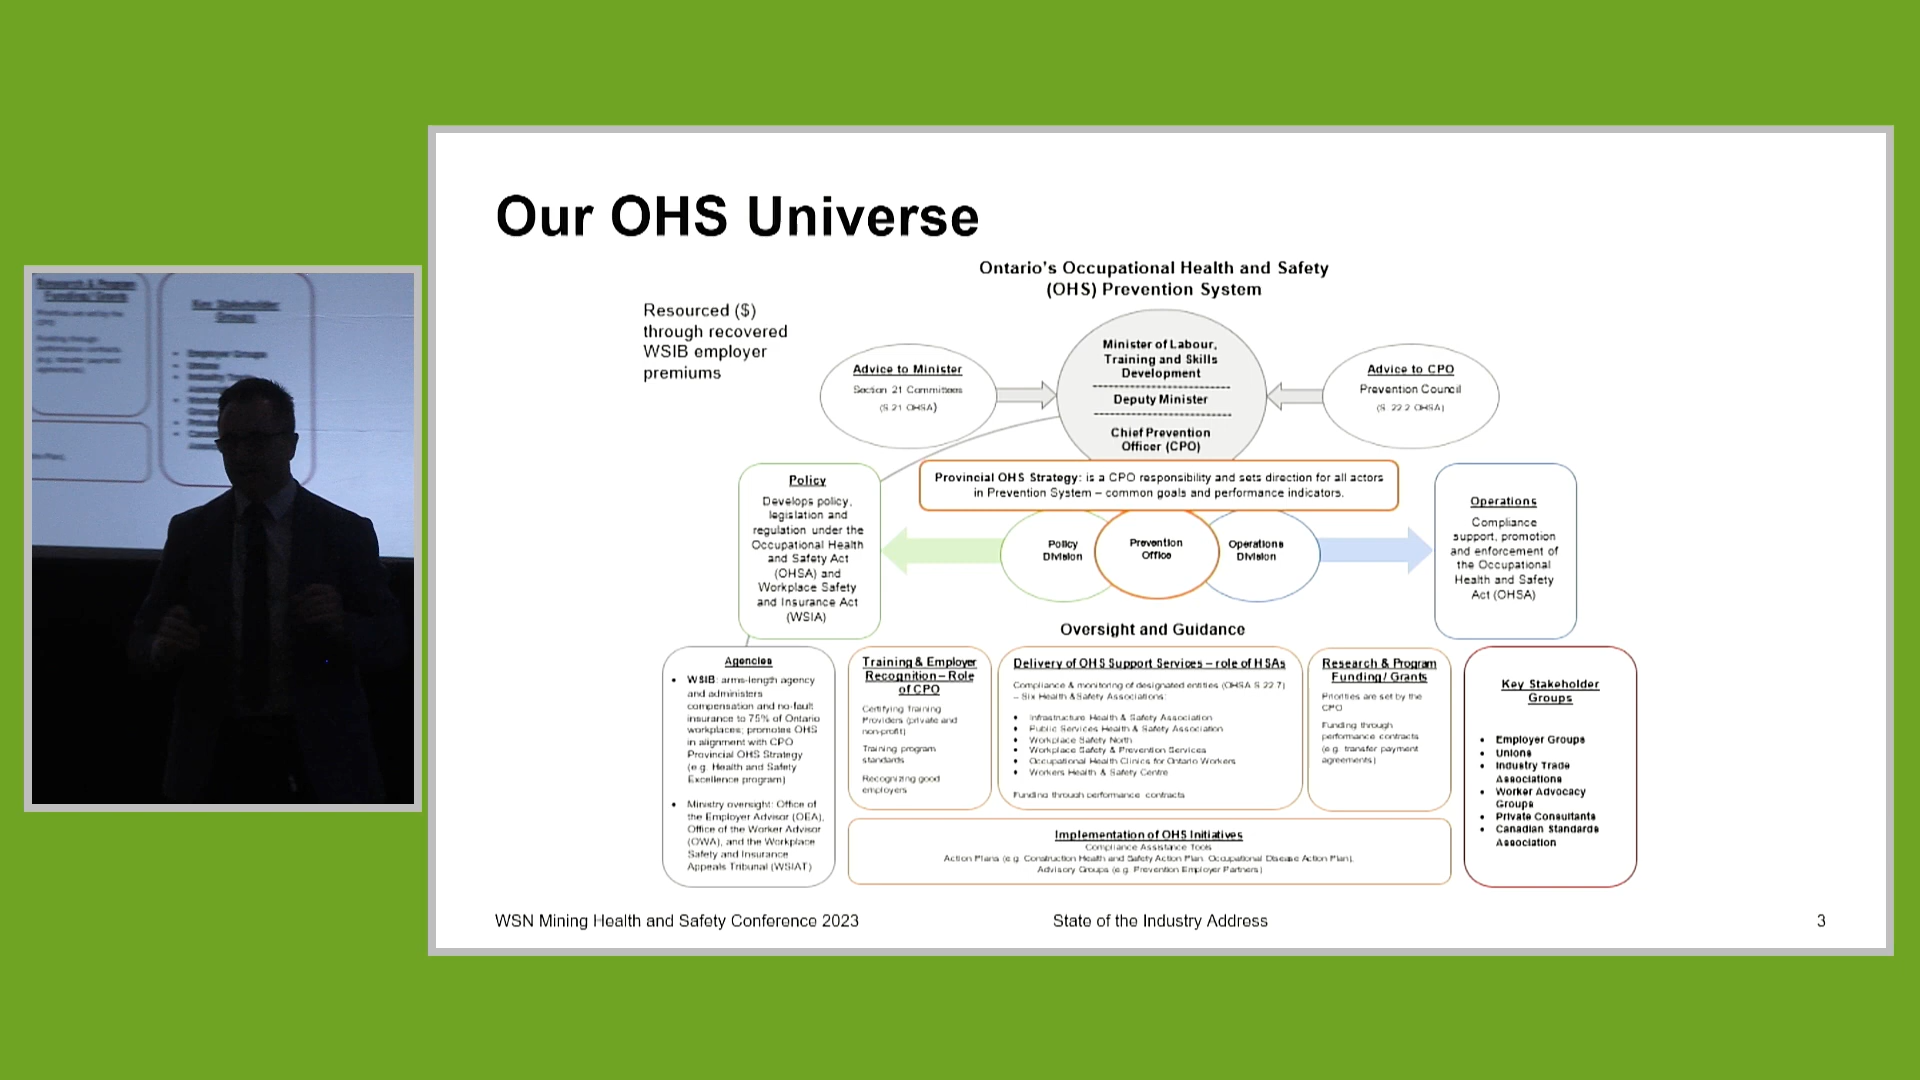 Our OHS Universe
Ontario's Occupational Health and Safety
(OHS) Prevention System
Resourced ($)
through recovered
WSIB employer
premiums
Advice to Minister
Section 21 Committees
(S 21 OHSA)
Minister of Labour,
Training and Skills
Development
Deputy Minister
Chief Prevention
Officer (CPO)
Advice to CPO
Prevention Council
(S 22 2 OHSA)
Provincial OHS Strategy: is a CPO responsibility and sets direction for all actors
in Prevention System – common goals and performance indicators.
Policy
Develops policy,
legislation and
regulation under the
Occupational Health
and Safety Act
(OHSA) and
Workplace Safety
and Insurance Act
(WSIA)
Policy
Division
Prevention
Office
Operations
Division
Operations
Compliance
support, promotion
and enforcement of
the Occupational
Health and Safety
Act (OHSA)
Oversight and Guidance
Agencies
• WSIB: arms-length agency
and administers
compensation and no-fault
insurance to 75% of Ontario
workplaces; promotes OHS
in alignment with CPO
Provincial OHS Strategy
(e.g. Health and Safety
Excellence program)
• Ministry oversight: Office of
the Employer Advisor (OEA),
Office of the Worker Advisor
(OWA), and the Workplace
Safety and Insurance
Appeals Tribunal (WSIAT)
Training & Employer
Recognition – Role
of CPO
Certifying Training
Providers (private and
non-profit)
Training program
standards
Recognizing good
employers
Delivery of OHS Support Services – role of HSAs
Compliance & monitoring of designated entities (OHSA S 22 7)
– Six Health & Safety Associations:
• Infrastructure Health & Safety Association
• Public Services Health & Safety Association
• Workplace Safety North
• Workplace Safety & Prevention Services
• Occupational Health Clinics for Ontario Workers
• Workers Health & Safety Centre
Funding through performance contracts
Research & Program
Funding / Grants
Priorities are set by the
CPO
Funding through
performance contracts
(e.g. transfer payment
agreements)
Key Stakeholder
Groups
• Employer Groups
• Unions
• Industry Trade
Associations
• Worker Advocacy
Groups
• Private Consultants
• Canadian Standards
Association
Implementation of OHS Initiatives
Compliance Assistance Tools
Action Plans (e.g. Construction Health and Safety Action Plan, Occupational Disease Action Plan),
Advisory Groups (e.g. Prevention Employer Partners)
WSN Mining Health and Safety Conference 2023
State of the Industry Address
3
Research & Program
Funding / Grants
Key Stakeholder
Groups
Employer Groups
Unions